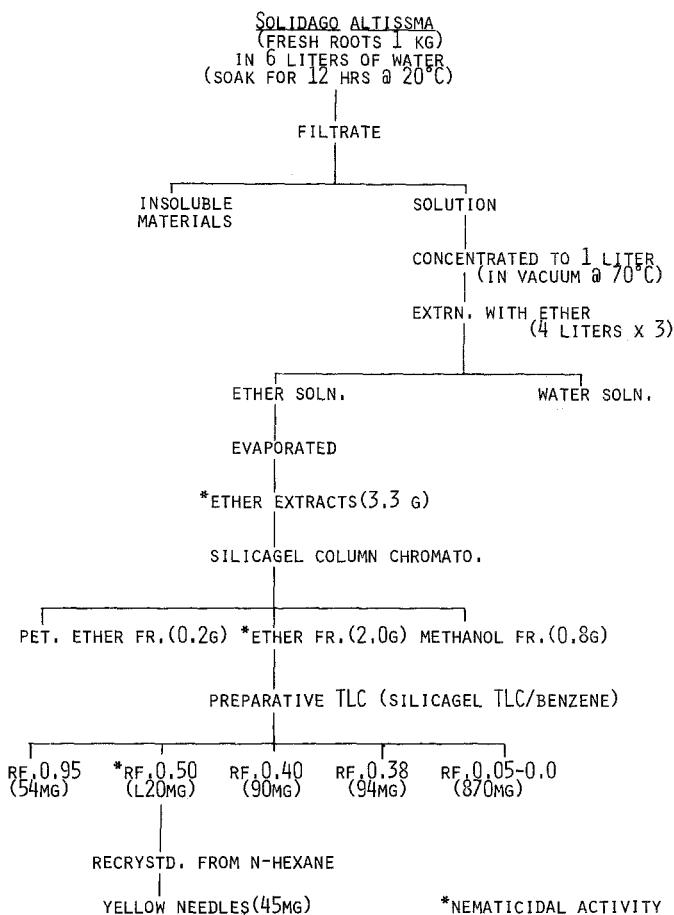 SOLIDAGO ALTISSMA
(FRESH ROOTS 1 KG)
IN 6 LITERS OF WATER
(SOAK FOR 12 HRS @ 20°C)
FILTRATE
INSOLUBLE
MATERIALS
SOLUTION
CONCENTRATED TO 1 LITER
(IN VACUUM @ 70°C)
EXTRN. WITH ETHER
(4 LITERS X 3)
ETHER SOLN.
WATER SOLN.
EVAPORATED
*ETHER EXTRACTS(3.3 G)
SILICAGEL COLUMN CHROMATO.
PET. ETHER FR.(0.2G) *ETHER FR.(2.0G) METHANOL FR.(0.8G)
PREPARATIVE TLC (SILICAGEL TLC/BENZENE)
RF.0.95 *RF.0.50 RF.0.40 RF.0.38 RF.0.05-0.0
(54MG) (L20MG) (90MG) (94MG) (870MG)
RECRYSTD. FROM N-HEXANE
YELLOW NEEDLES(45MG) *NEMATICIDAL ACTIVITY